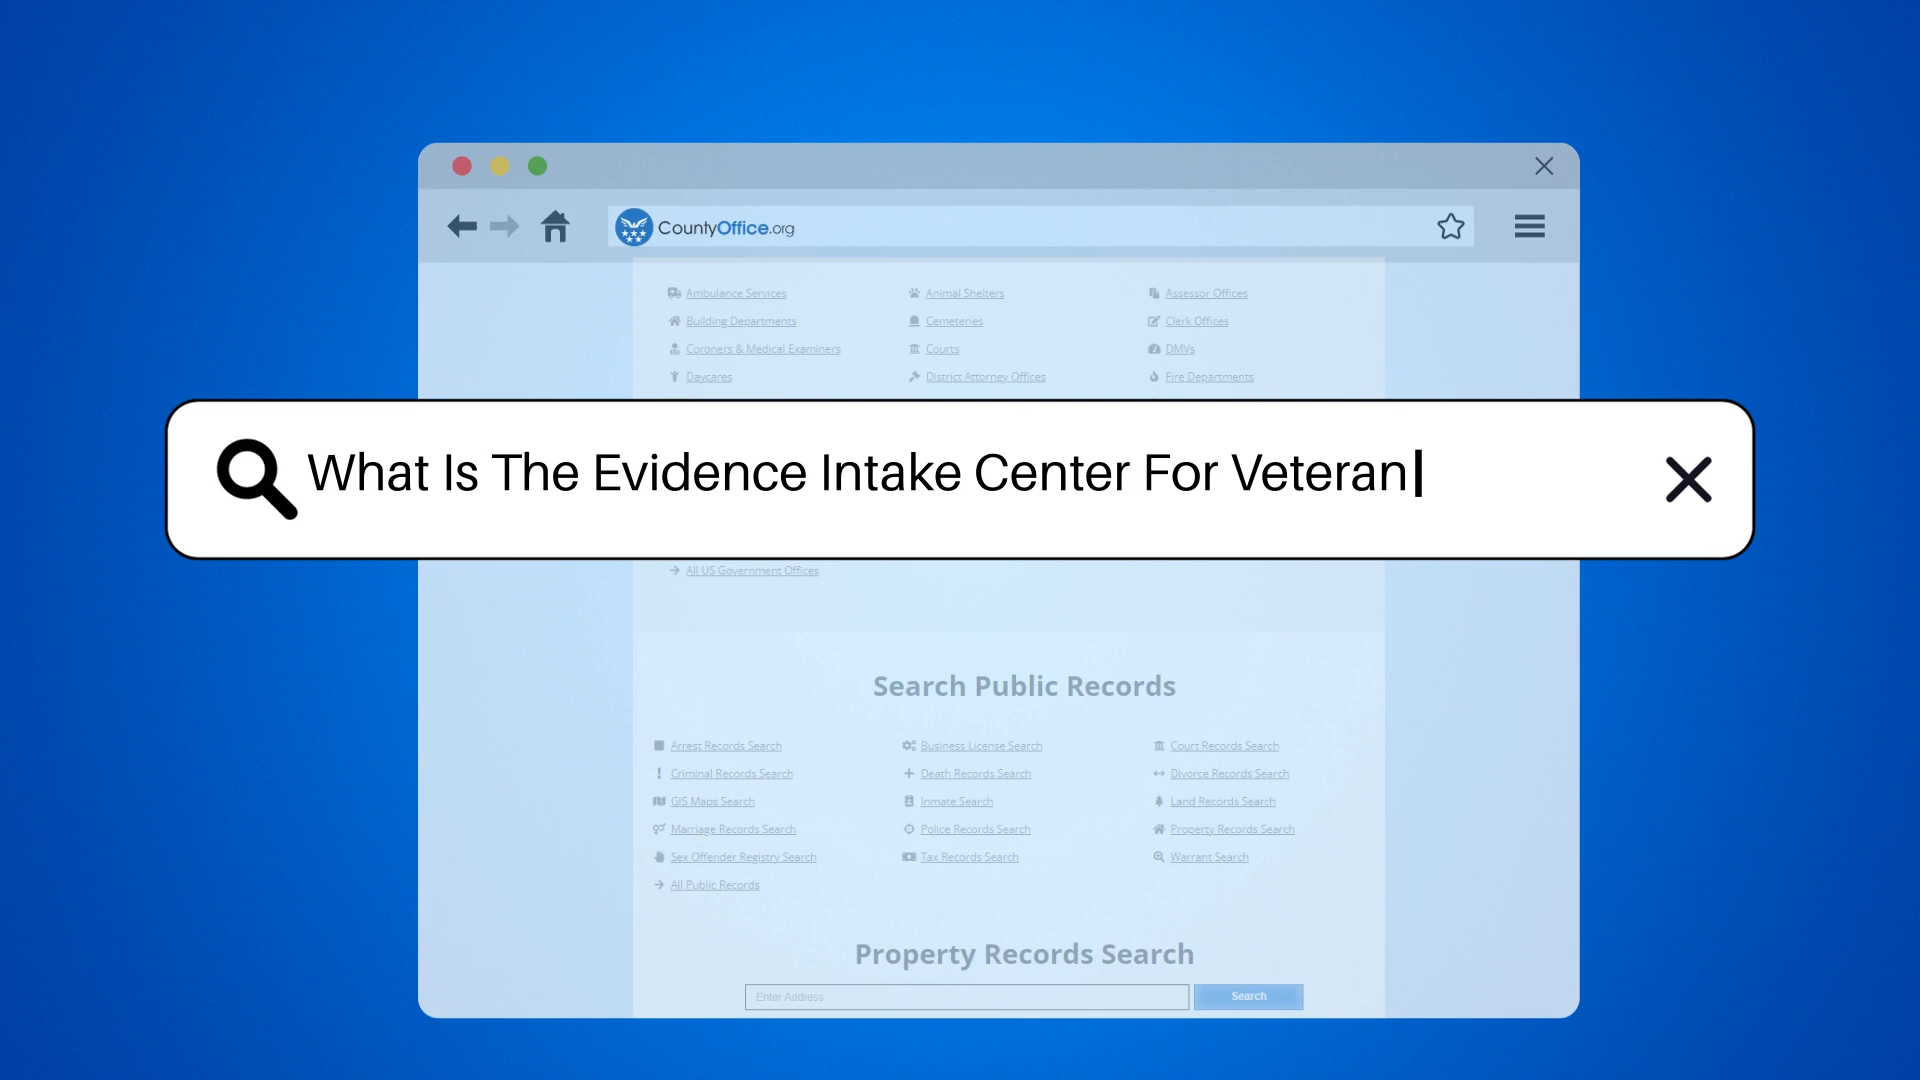 CountyOffice.org
Ambulance Services Animal Shelters Assessor Offices
Building Departments Cemeteries Clerk Offices
Coroners & Medical Examiners Courts DMVs
Daycares District Attorney Offices Fire Departments
What Is The Evidence Intake Center For Veteran
All US Government Offices
Search Public Records
Arrest Records Search Business License Search Court Records Search
Criminal Records Search Death Records Search Divorce Records Search
GIS Maps Search Inmate Search Land Records Search
Marriage Records Search Police Records Search Property Records Search
Sex Offender Registry Search Tax Records Search Warrant Search
All Public Records
Property Records Search
Enter Address Search